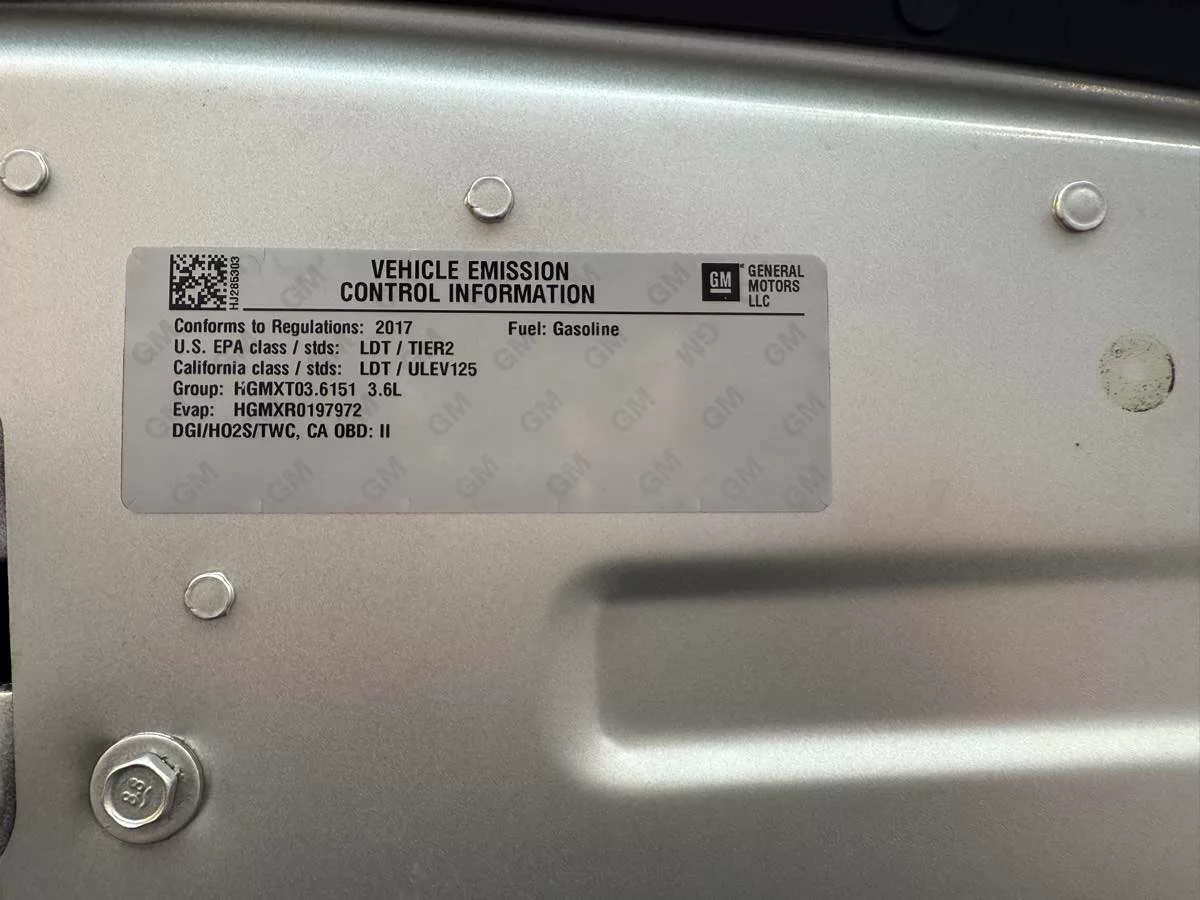 HJ285303
VEHICLE EMISSION
CONTROL INFORMATION
GM
GENERAL
MOTORS
LLC
Conforms to Regulations: 2017 Fuel: Gasoline
U.S. EPA class / stds: LDT / TIER2
California class / stds: LDT / ULEV125
Group: HGMXT03.6151 3.6L
Evap: HGMXR0197972
DGI/HO2S/TWC, CA OBD: II
8.8